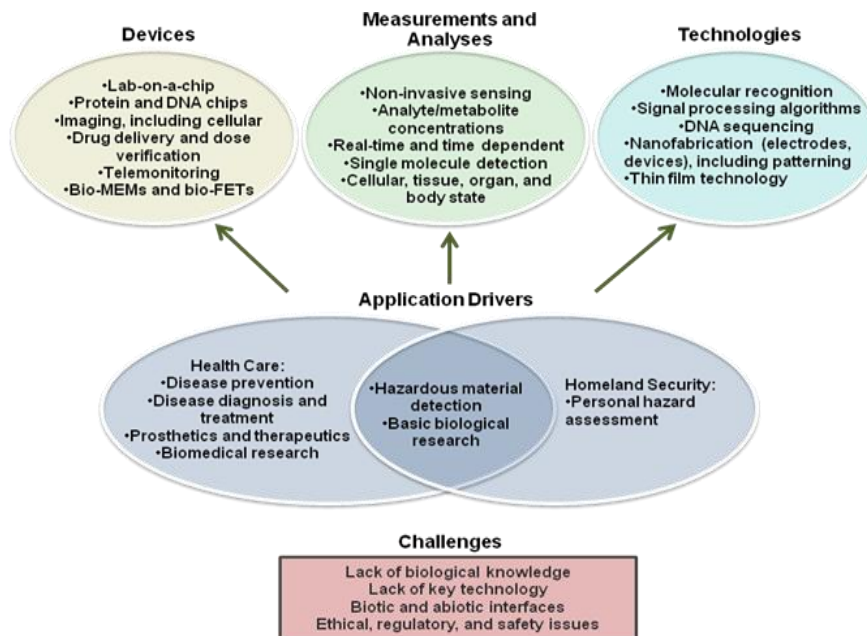 Devices
•Lab-on-a-chip
•Protein and DNA chips
•Imaging, including cellular
•Drug delivery and dose
verification
•Telemonitoring
•Bio-MEMs and bio-FETs
Measurements and
Analyses
•Non-invasive sensing
•Analyte/metabolite
concentrations
•Real-time and time dependent
•Single molecule detection
•Cellular, tissue, organ, and
body state
Technologies
•Molecular recognition
•Signal processing algorithms
•DNA sequencing
•Nanofabrication (electrodes,
devices), including patterning
•Thin film technology
Application Drivers
Health Care:
•Disease prevention
•Disease diagnosis and
treatment
•Prosthetics and therapeutics
•Biomedical research
•Hazardous material
detection
•Basic biological
research
Homeland Security:
•Personal hazard
assessment
Challenges
Lack of biological knowledge
Lack of key technology
Biotic and abiotic interfaces
Ethical, regulatory, and safety issues